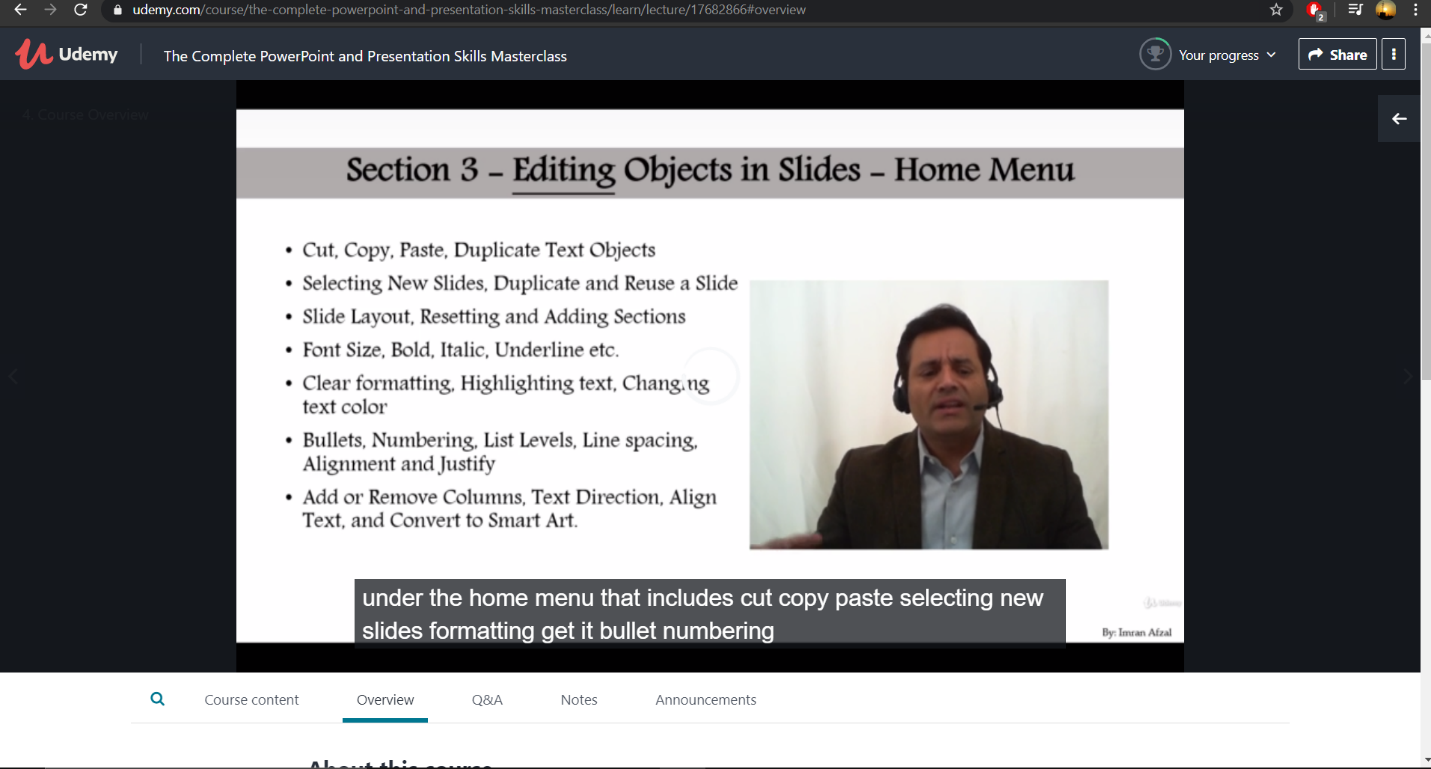 udemy.com/course/the-complete-powerpoint-and-presentation-skills-masterclass/learn/lecture/17682866#overview
2
Udemy
The Complete PowerPoint and Presentation Skills Masterclass
Your progress
Share
4. Course Overview
Section 3 – Editing Objects in Slides – Home Menu
• Cut, Copy, Paste, Duplicate Text Objects
• Selecting New Slides, Duplicate and Reuse a Slide
• Slide Layout, Resetting and Adding Sections
• Font Size, Bold, Italic, Underline etc.
• Clear formatting, Highlighting text, Changing
text color
• Bullets, Numbering, List Levels, Line spacing,
Alignment and Justify
• Add or Remove Columns, Text Direction, Align
Text, and Convert to Smart Art.
under the home menu that includes cut copy paste selecting new
slides formatting get it bullet numbering
Udemy
By: Imran Afzal
Course content
Overview
Q&A
Notes
Announcements
About this course